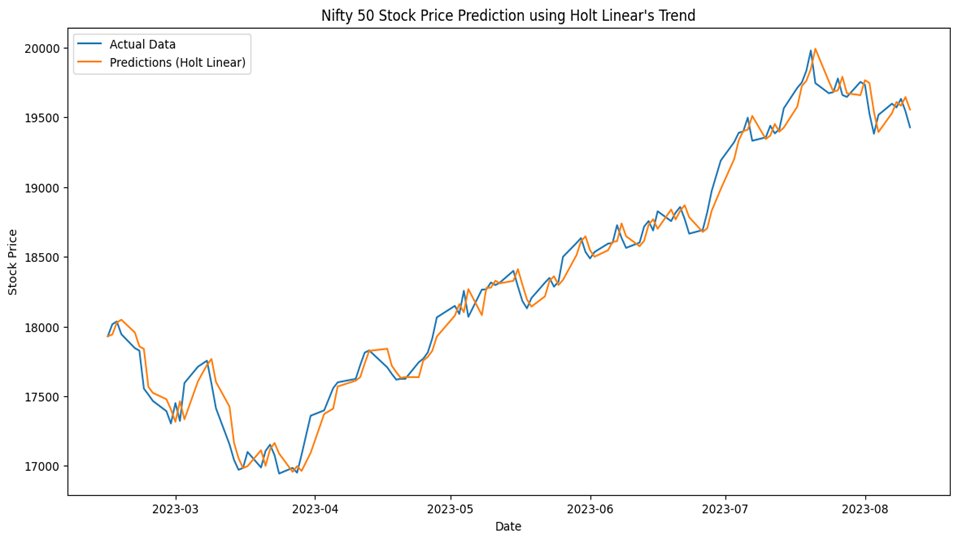 Nifty 50 Stock Price Prediction using Holt Linear's Trend
Actual Data
Predictions (Holt Linear)
20000
19500
19000
18500
18000
17500
17000
Stock Price
2023-03 2023-04 2023-05 2023-06 2023-07 2023-08
Date